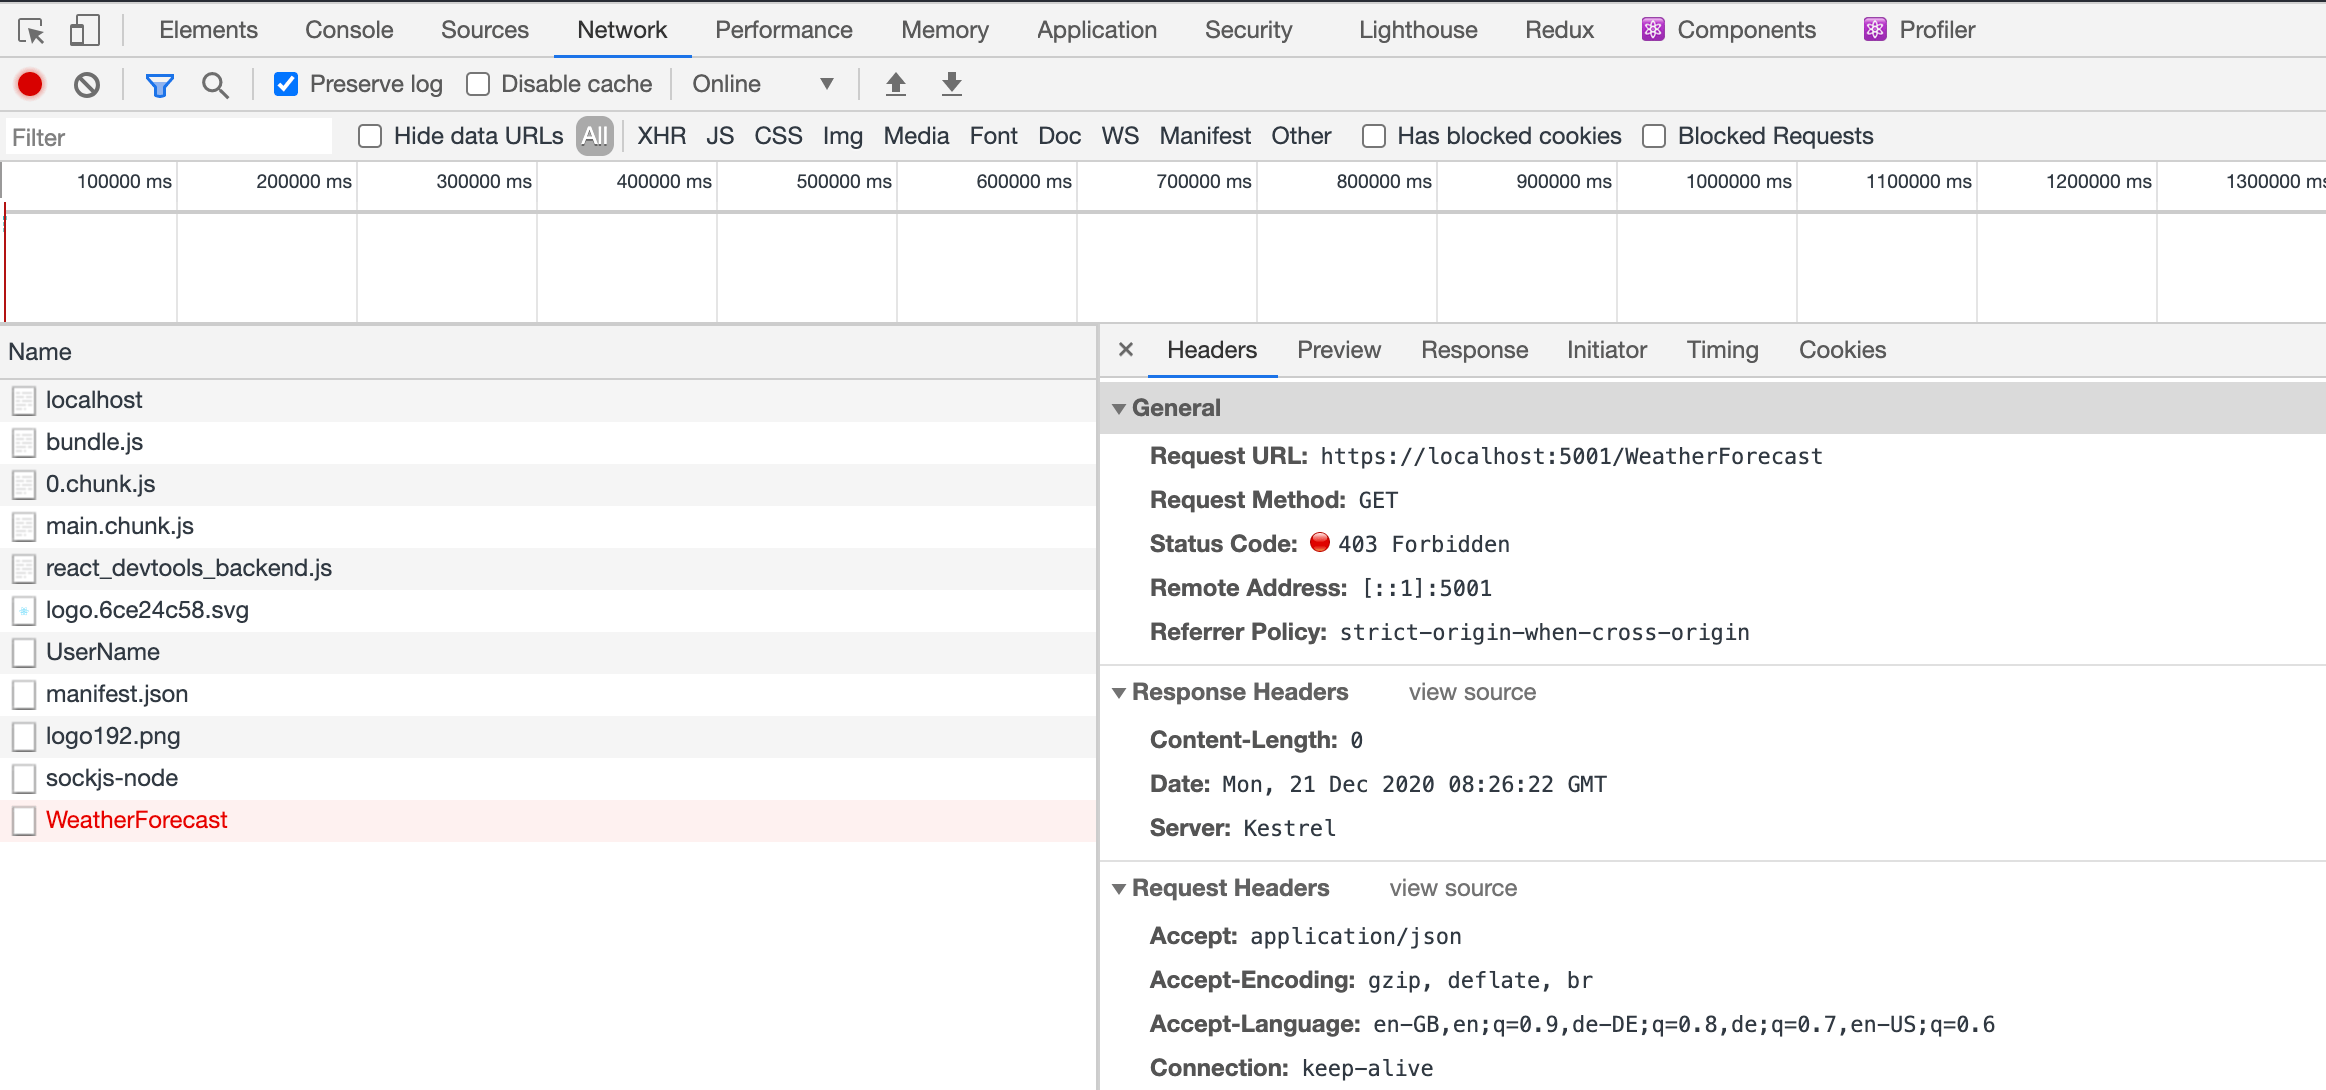 Elements Console Sources Network Performance Memory Application Security Lighthouse Redux Components Profiler
Preserve log Disable cache Online
Filter Hide data URLs All XHR JS CSS Img Media Font Doc WS Manifest Other Has blocked cookies Blocked Requests
100000 ms 200000 ms 300000 ms 400000 ms 500000 ms 600000 ms 700000 ms 800000 ms 900000 ms 1000000 ms 1100000 ms 1200000 ms 1300000 ms
Name
localhost
bundle.js
0.chunk.js
main.chunk.js
react_devtools_backend.js
logo.6ce24c58.svg
UserName
manifest.json
logo192.png
sockjs-node
WeatherForecast
Headers Preview Response Initiator Timing Cookies
General
Request URL: https://localhost:5001/WeatherForecast
Request Method: GET
Status Code: 403 Forbidden
Remote Address: [::1]:5001
Referrer Policy: strict-origin-when-cross-origin
Response Headers view source
Content-Length: 0
Date: Mon, 21 Dec 2020 08:26:22 GMT
Server: Kestrel
Request Headers view source
Accept: application/json
Accept-Encoding: gzip, deflate, br
Accept-Language: en-GB,en;q=0.9,de-DE;q=0.8,de;q=0.7,en-US;q=0.6
Connection: keep-alive